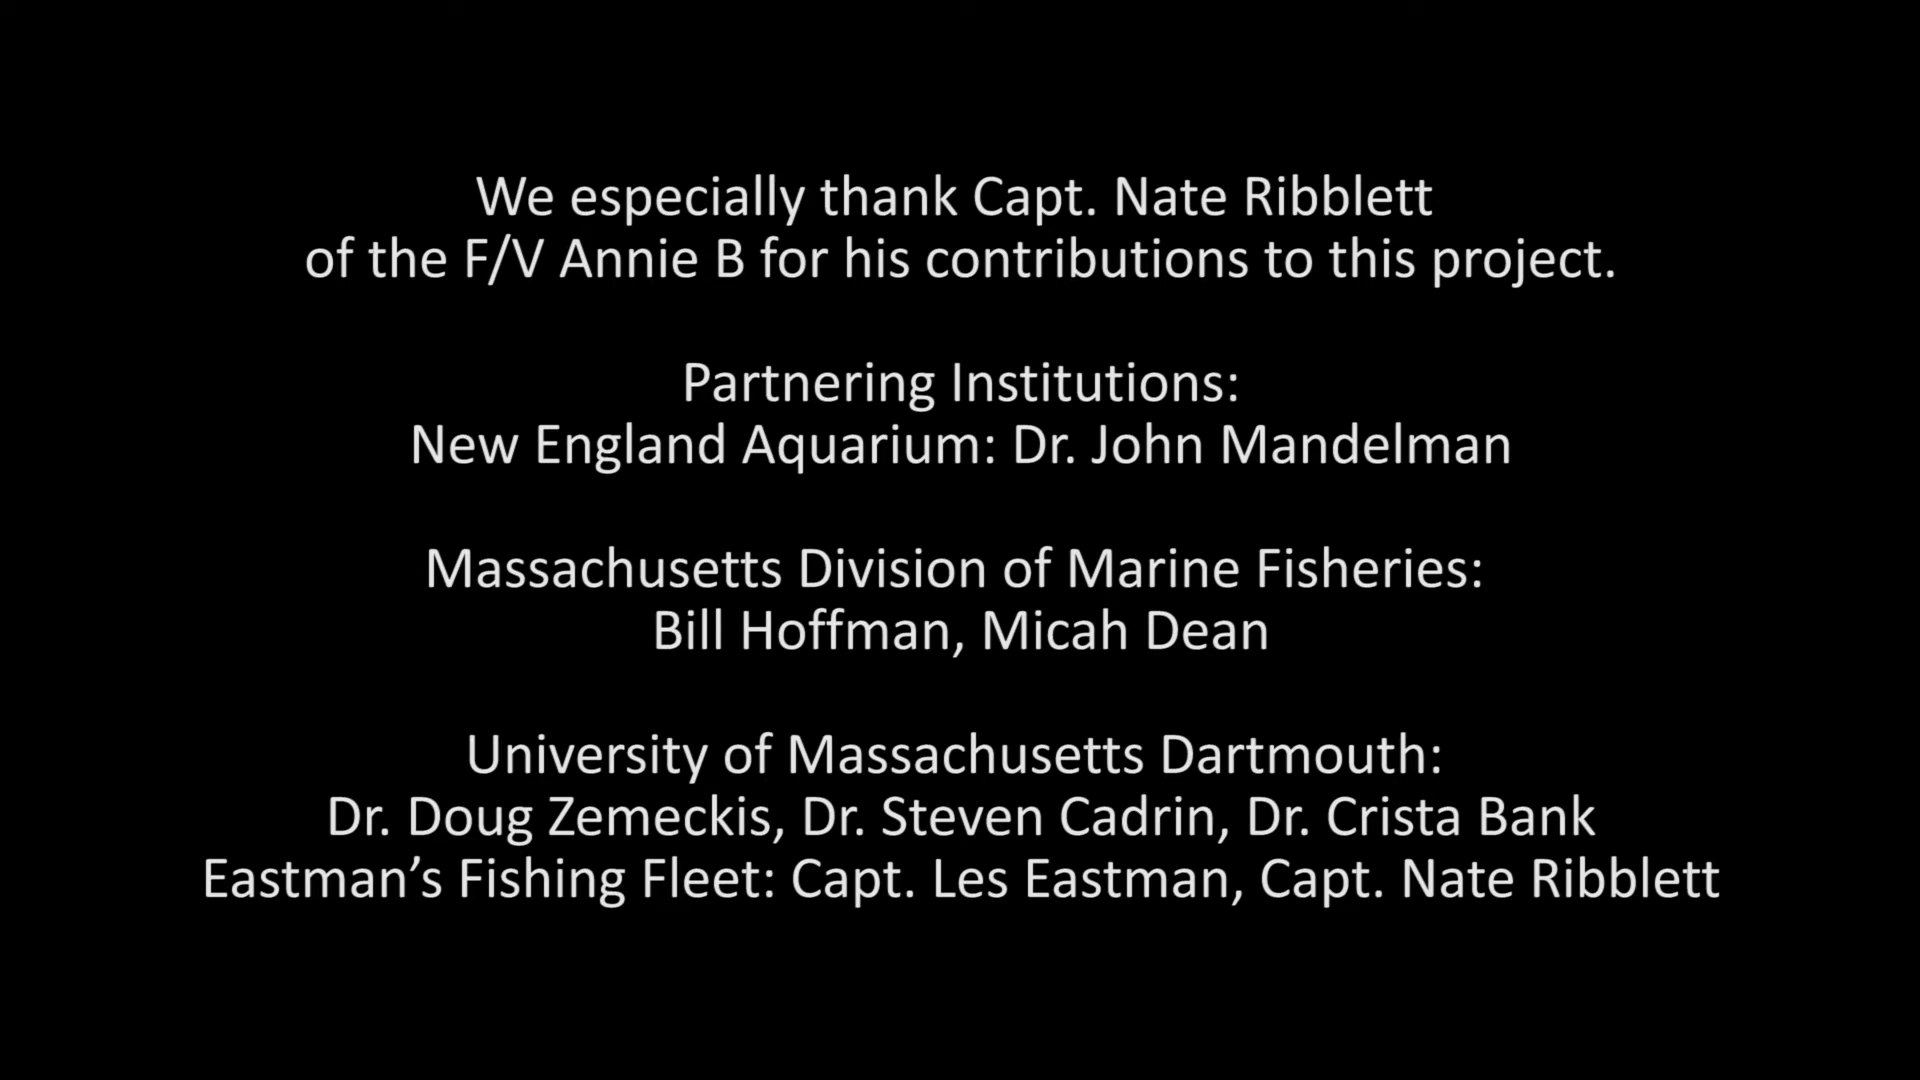 We especially thank Capt. Nate Ribblett
of the F/V Annie B for his contributions to this project.
Partnering Institutions:
New England Aquarium: Dr. John Mandelman
Massachusetts Division of Marine Fisheries:
Bill Hoffman, Micah Dean
University of Massachusetts Dartmouth:
Dr. Doug Zemeckis, Dr. Steven Cadrin, Dr. Crista Bank
Eastman’s Fishing Fleet: Capt. Les Eastman, Capt. Nate Ribblett